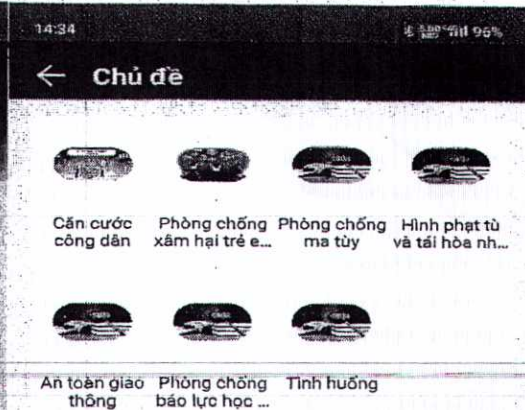 14:34
96%
← Chủ đề
Căn cước
công dân
Phòng chống
xâm hại trẻ e...
Phòng chống
ma tùy
Hình phạt tù
và tái hòa nh...
An toàn giao
thông
Phòng chống
bạo lực học ...
Tình huống